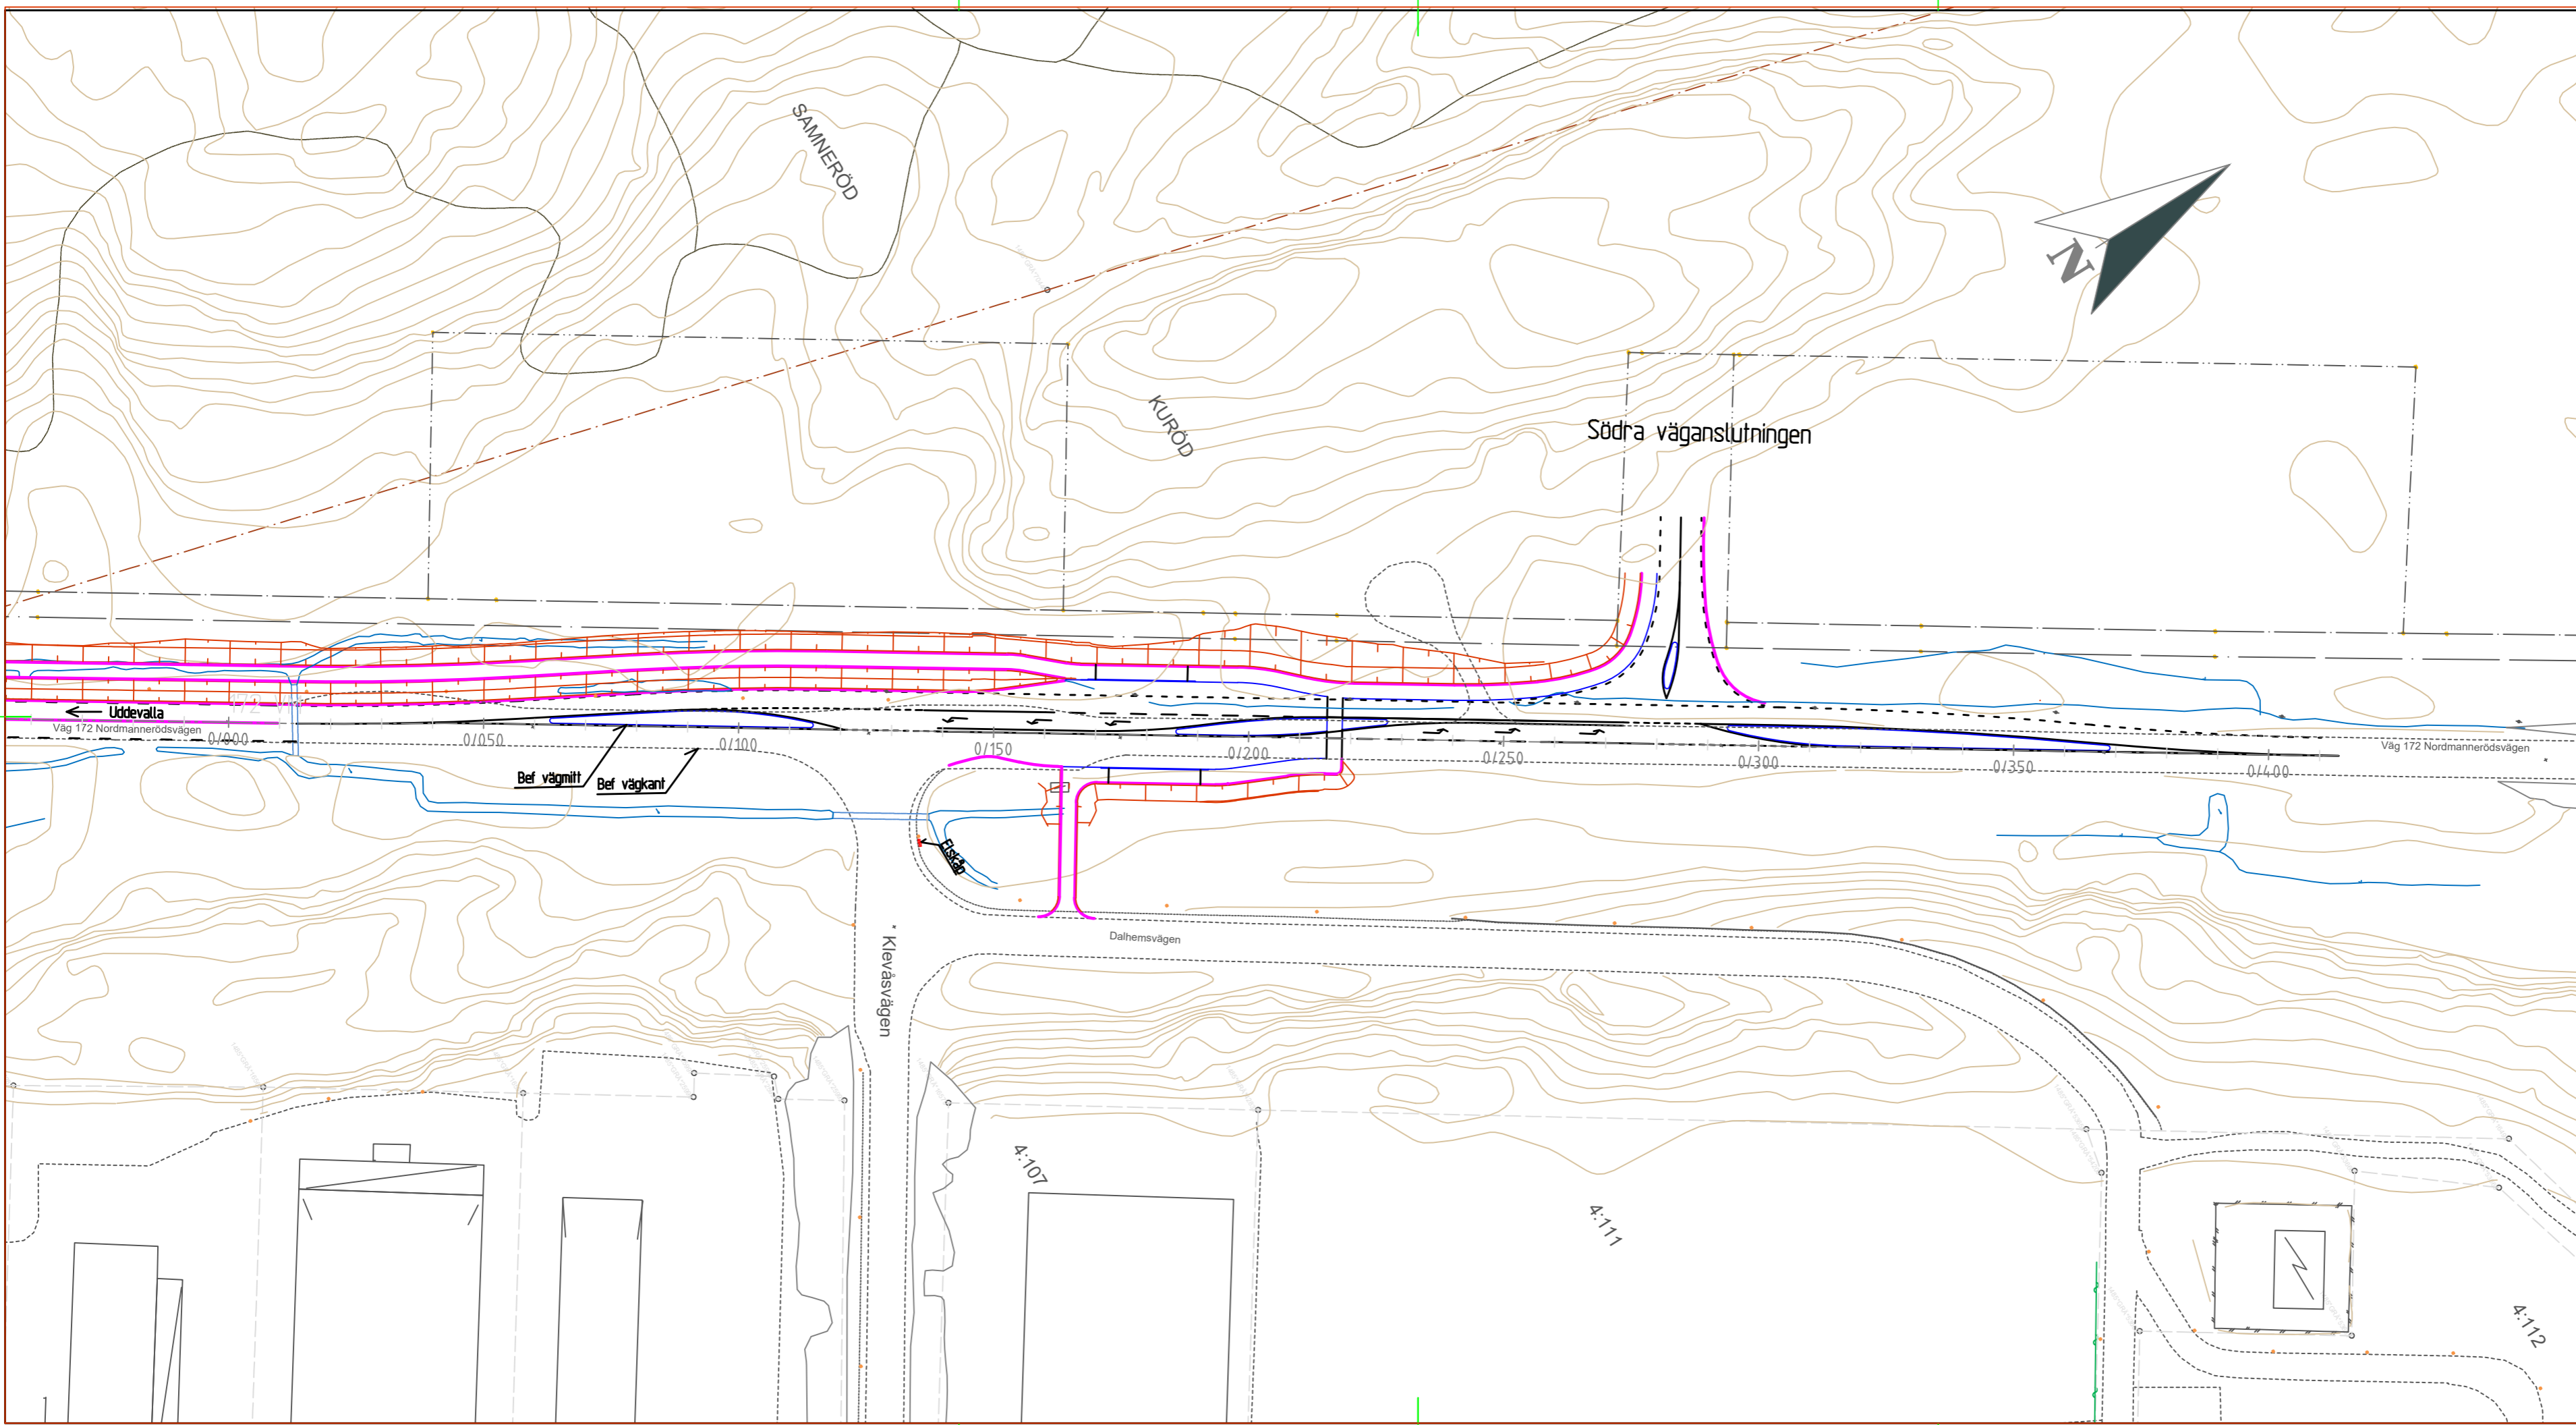 SAMNERÖD
N
KURÖD
Södra väganslutningen
Uddevalla
Väg 172 Nordmannerödsvägen
0/000
0/050
0/100
0/150
0/200
0/250
0/300
0/350
0/400
Väg 172 Nordmannerödsvägen
Bef vägmitt
Bef vägkant
Elskåp
Dalhemsvägen
Klevåsvägen
4:107
4:111
4:112
1